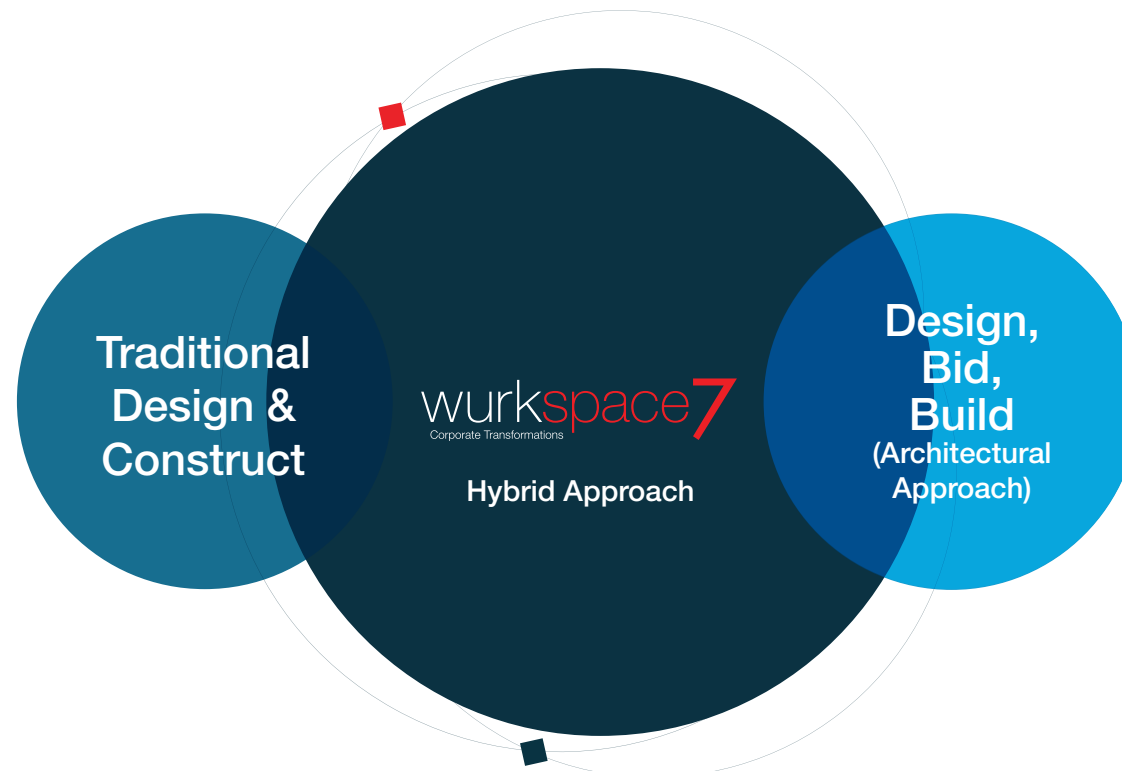 Traditional
Design &
Construct
wurkspace7
Corporate Transformations
Hybrid Approach
Design,
Bid,
Build
(Architectural
Approach)